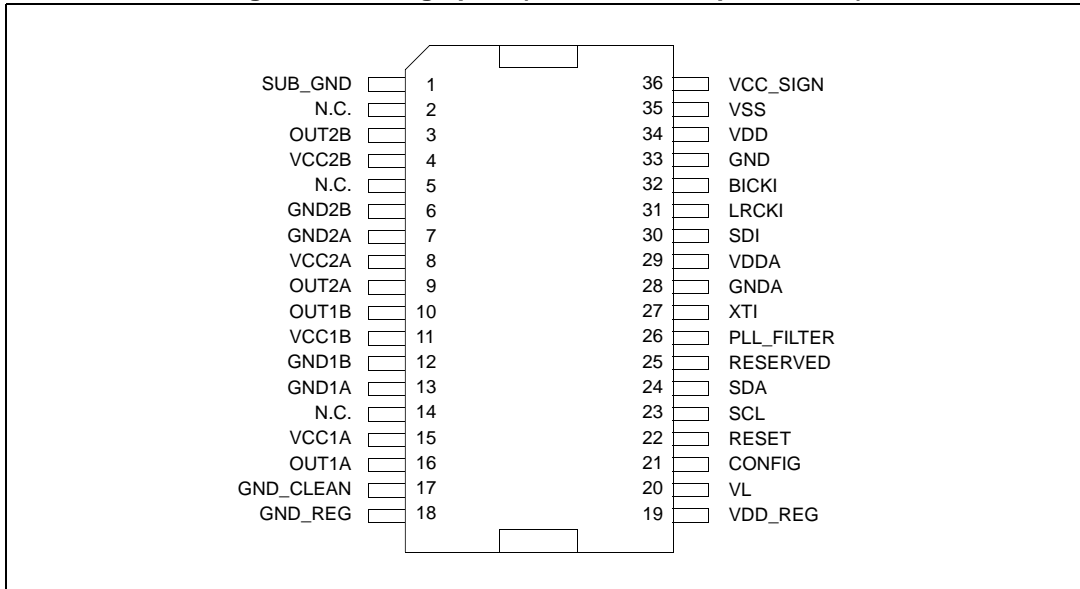 SUB_GND 1 36 VCC_SIGN
N.C. 2 35 VSS
OUT2B 3 34 VDD
VCC2B 4 33 GND
N.C. 5 32 BICKI
GND2B 6 31 LRCKI
GND2A 7 30 SDI
VCC2A 8 29 VDDA
OUT2A 9 28 GNDA
OUT1B 10 27 XTI
VCC1B 11 26 PLL_FILTER
GND1B 12 25 RESERVED
GND1A 13 24 SDA
N.C. 14 23 SCL
VCC1A 15 22 RESET
OUT1A 16 21 CONFIG
GND_CLEAN 17 20 VL
GND_REG 18 19 VDD_REG